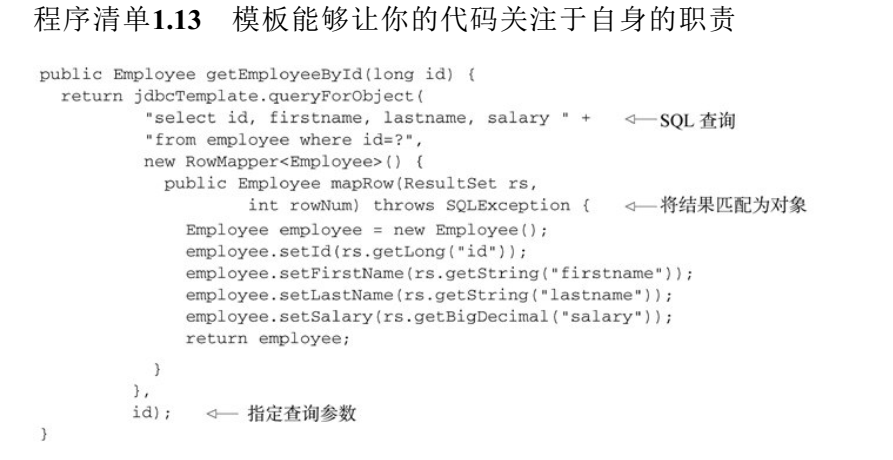 程序清单1.13 模板能够让你的代码关注于自身的职责
public Employee getEmployeeById(long id) {
return jdbcTemplate.queryForObject(
"select id, firstname, lastname, salary " + SQL 查询
"from employee where id=?",
new RowMapper<Employee>() {
public Employee mapRow(ResultSet rs,
int rowNum) throws SQLException { 将结果匹配为对象
Employee employee = new Employee();
employee.setId(rs.getLong("id"));
employee.setFirstName(rs.getString("firstname"));
employee.setLastName(rs.getString("lastname"));
employee.setSalary(rs.getBigDecimal("salary"));
return employee;
}
},
id); 指定查询参数
}